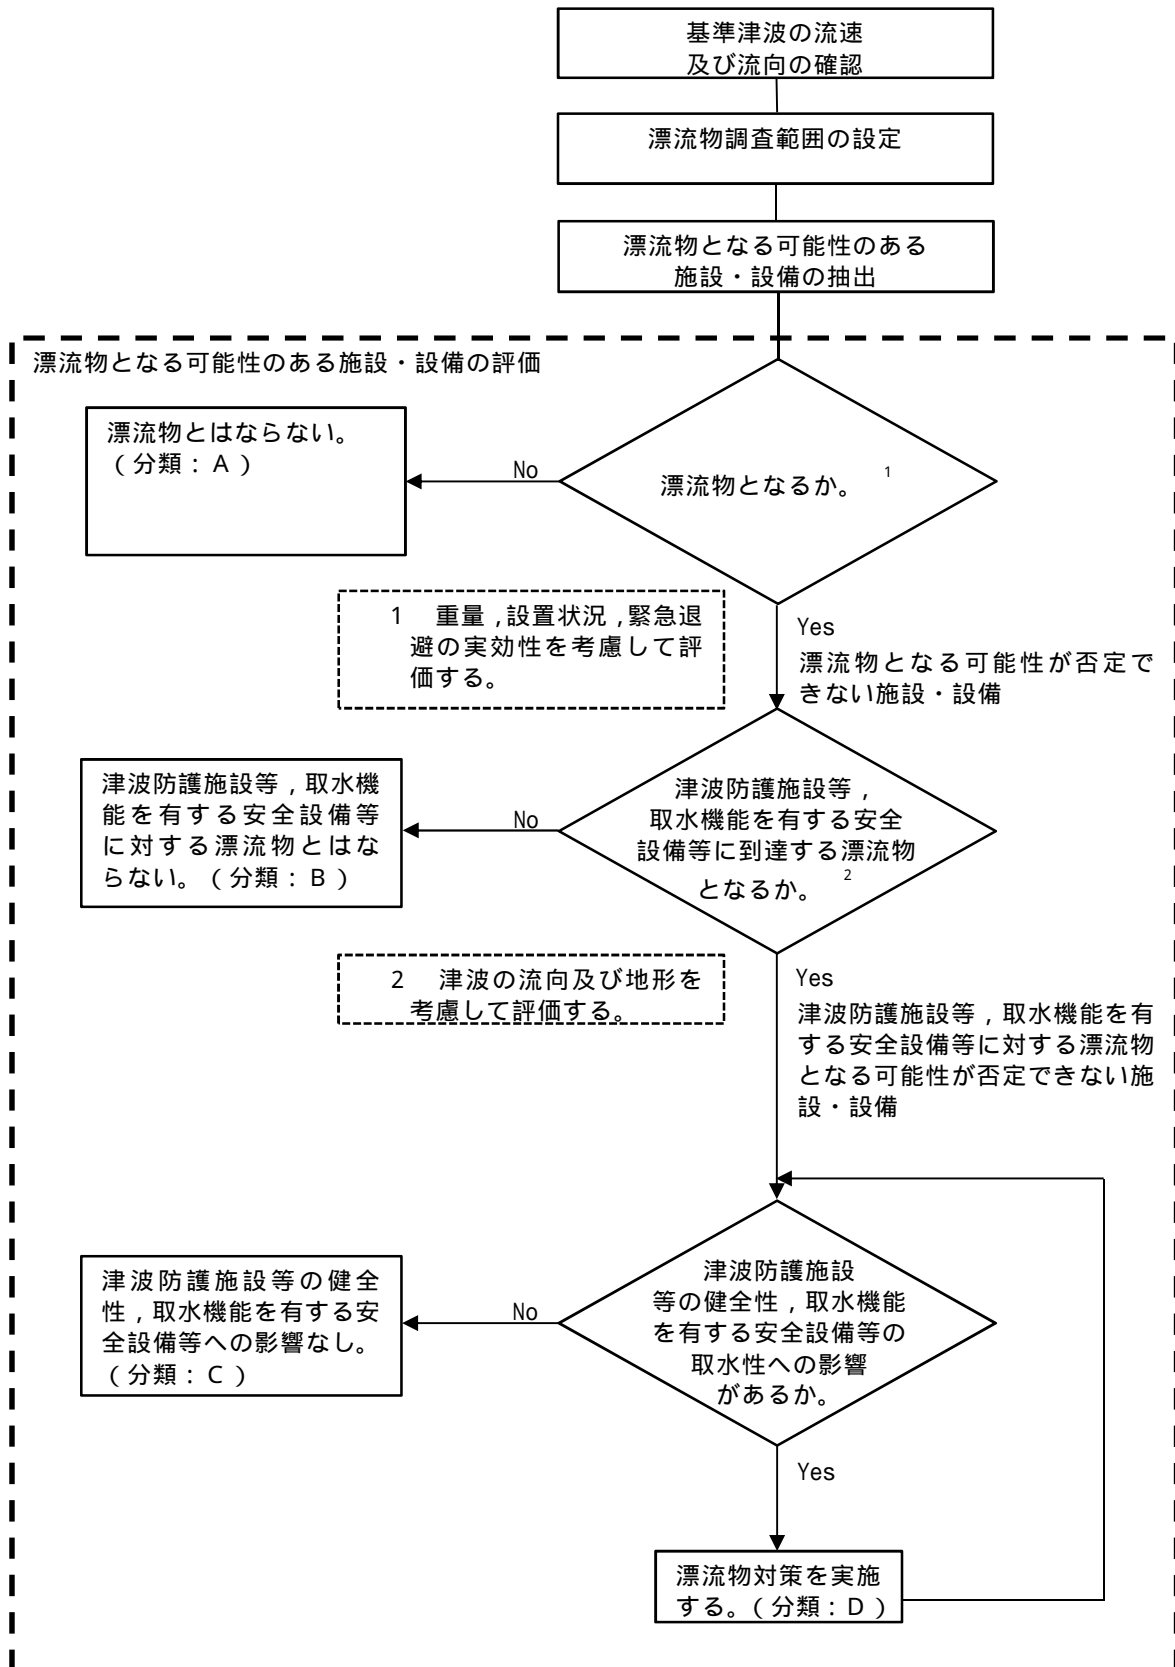 基準津波の流速
及び流向の確認
漂流物調査範囲の設定
漂流物となる可能性のある
施設・設備の抽出
漂流物となる可能性のある施設・設備の評価
漂流物とはならない。
（分類：Ａ）
No
漂流物となるか。 1
1 重量,設置状況,緊急退
避の実効性を考慮して評
価する。
Yes
漂流物となる可能性が否定で
きない施設・設備
津波防護施設等,取水機
能を有する安全設備等
に対する漂流物とはな
らない。（分類：Ｂ）
No
津波防護施設等,
取水機能を有する安全
設備等に到達する漂流物
となるか。 2
2 津波の流向及び地形を
考慮して評価する。
Yes
津波防護施設等,取水機能を有
する安全設備等に対する漂流物
となる可能性が否定できない施
設・設備
津波防護施設等の健全
性,取水機能を有する安
全設備等への影響なし。
（分類：Ｃ）
No
津波防護施設
等の健全性,取水機能
を有する安全設備等の
取水性への影響
があるか。
Yes
漂流物対策を実施
する。（分類：Ｄ）